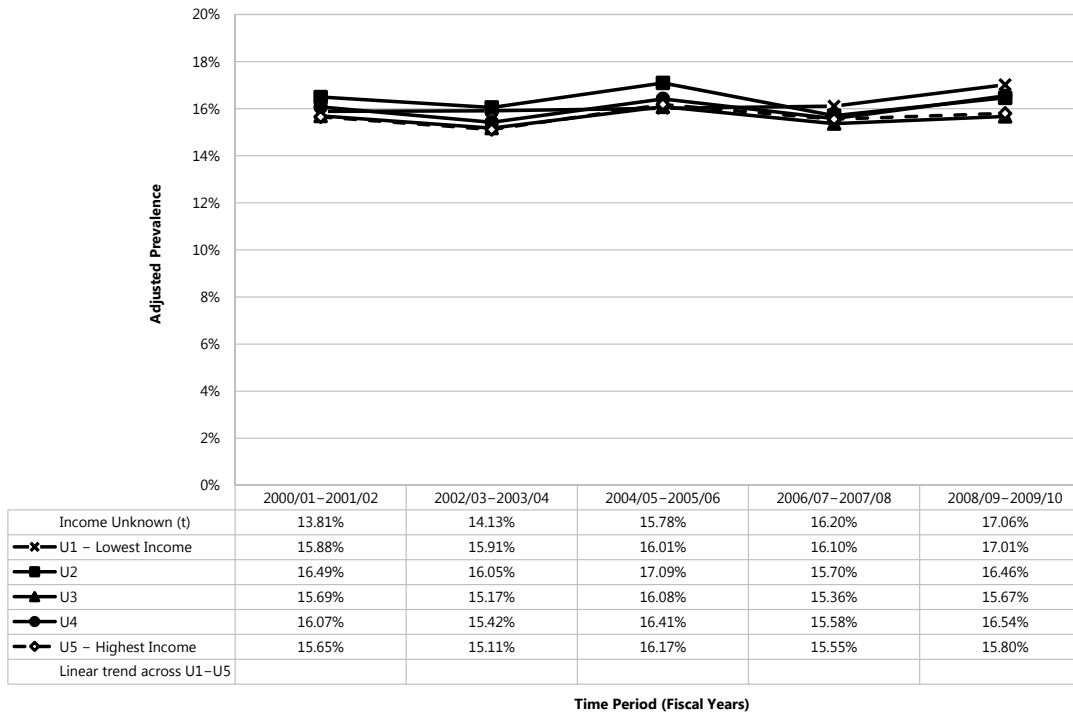 20%
18%
16%
14%
12%
10%
8%
6%
4%
2%
0%
Adjusted Prevalence
2000/01–2001/02 2002/03–2003/04 2004/05–2005/06 2006/07–2007/08 2008/09–2009/10
Income Unknown (t) 13.81% 14.13% 15.78% 16.20% 17.06%
U1 – Lowest Income 15.88% 15.91% 16.01% 16.10% 17.01%
U2 16.49% 16.05% 17.09% 15.70% 16.46%
U3 15.69% 15.17% 16.08% 15.36% 15.67%
U4 16.07% 15.42% 16.41% 15.58% 16.54%
U5 – Highest Income 15.65% 15.11% 16.17% 15.55% 15.80%
Linear trend across U1–U5
Time Period (Fiscal Years)